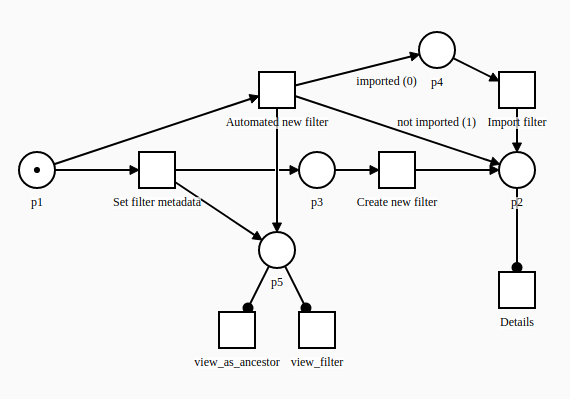 p4
imported (0)
Automated new filter
not imported (1)
Import filter
p1
Set filter metadata
p3
Create new filter
p2
p5
Details
view_as_ancestor
view_filter